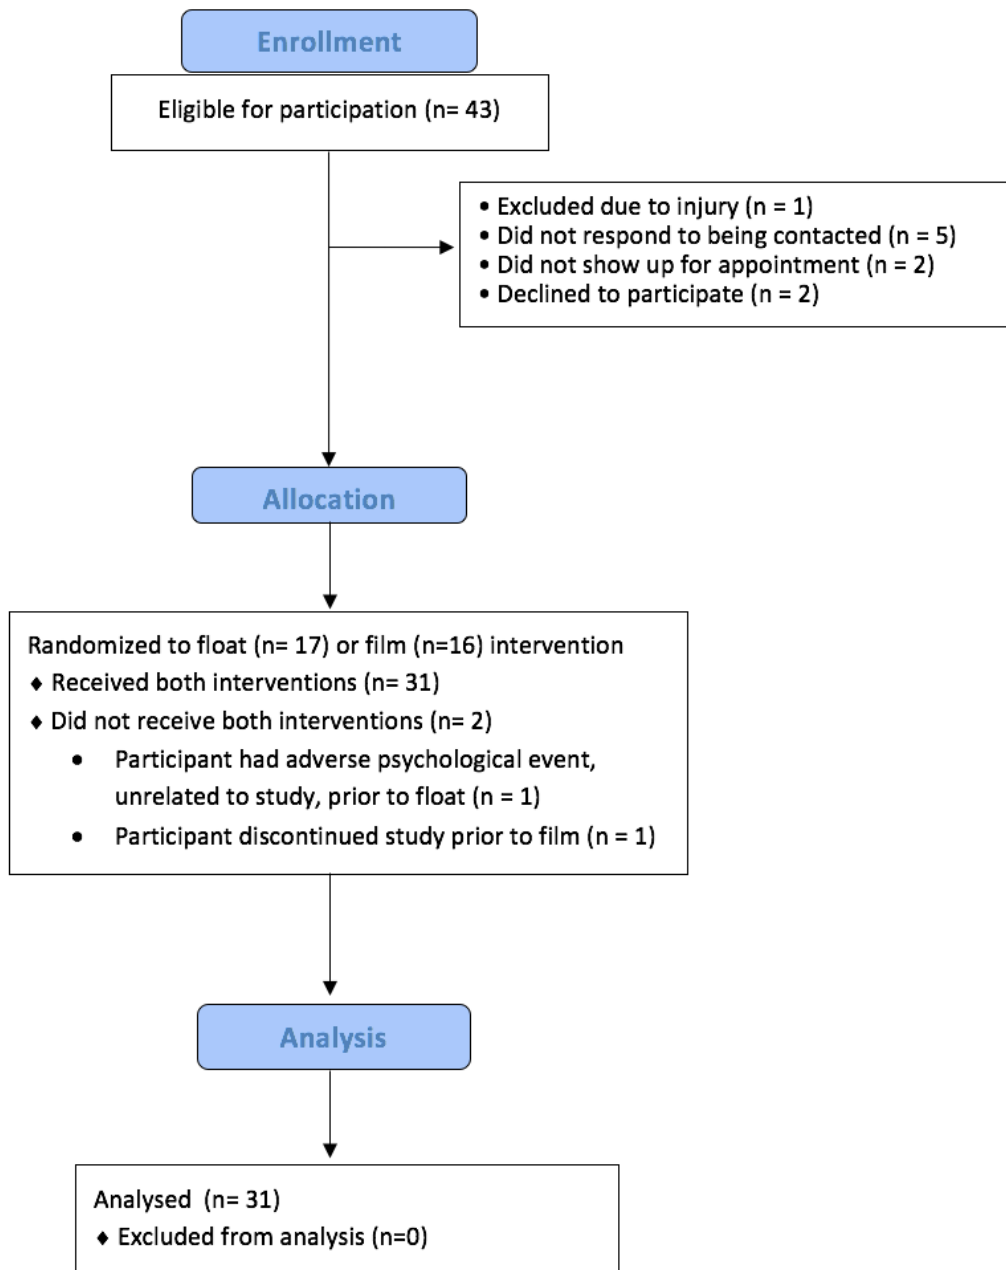 Enrollment
Eligible for participation (n= 43)
• Excluded due to injury (n = 1)
• Did not respond to being contacted (n = 5)
• Did not show up for appointment (n = 2)
• Declined to participate (n = 2)
Allocation
Randomized to float (n= 17) or film (n=16) intervention
♦ Received both interventions (n= 31)
♦ Did not receive both interventions (n= 2)
• Participant had adverse psychological event,
unrelated to study, prior to float (n = 1)
• Participant discontinued study prior to film (n = 1)
Analysis
Analysed (n= 31)
♦ Excluded from analysis (n=0)